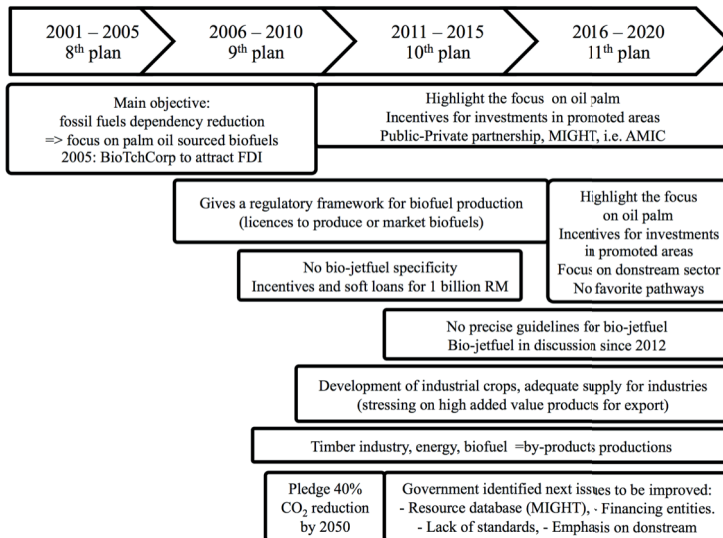 2001 – 2005
8th plan
2006 – 2010
9th plan
2011 – 2015
10th plan
2016 – 2020
11th plan
Main objective:
fossil fuels dependency reduction
=> focus on palm oil sourced biofuels
2005: BioTchCorp to attract FDI
Highlight the focus on oil palm
Incentives for investments in promoted areas
Public-Private partnership, MIGHT, i.e. AMIC
Gives a regulatory framework for biofuel production
(licences to produce or market biofuels)
Highlight the focus
on oil palm
Incentives for investments
in promoted areas
Focus on donstream sector
No favorite pathways
No bio-jetfuel specificity
Incentives and soft loans for 1 billion RM
No precise guidelines for bio-jetfuel
Bio-jetfuel in discussion since 2012
Development of industrial crops, adequate supply for industries
(stressing on high added value products for export)
Timber industry, energy, biofuel =by-products productions
Pledge 40%
CO2 reduction
by 2050
Government identified next issues to be improved:
- Resource database (MIGHT), - Financing entities.
- Lack of standards, - Emphasis on donstream